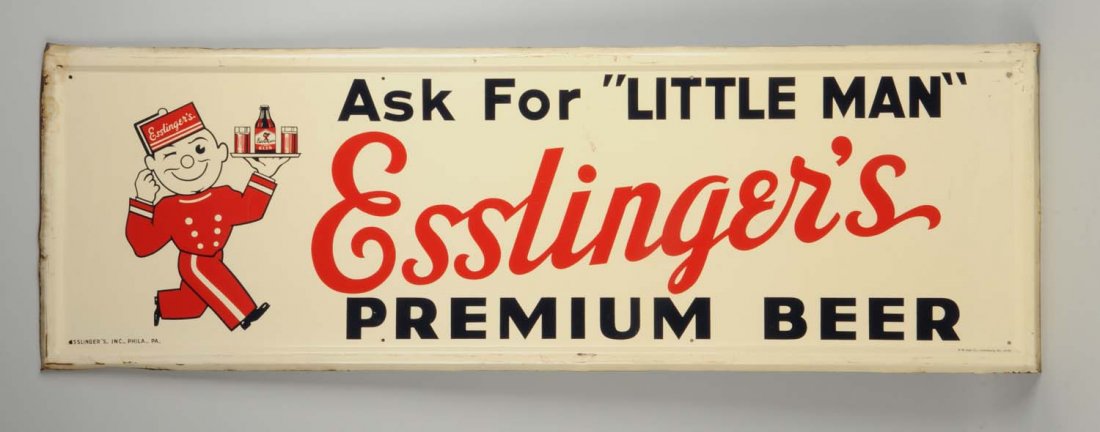 Ask For "LITTLE MAN"
Esslinger's
PREMIUM BEER
Esslinger's
ESSLINGER'S, INC., PHILA., PA.